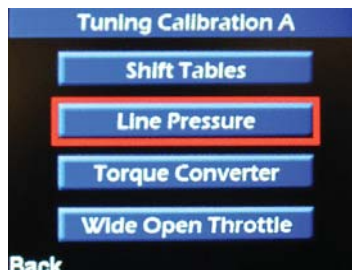 Tuning Calibration A
Shift Tables
Line Pressure
Torque Converter
Wide Open Throttle
Back